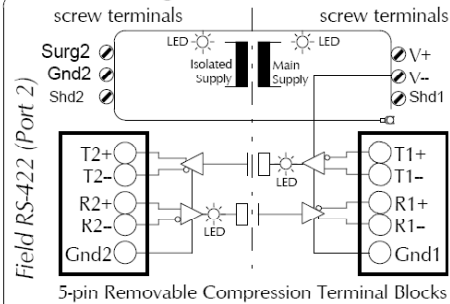 screw terminals screw terminals
LED LED
Surg2 Isolated Supply Main Supply V+
Gnd2 V--
Shd2 Shd1
Field RS-422 (Port 2)
T2+ T1+
T2– LED T1–
R2+ R1+
R2– LED R1–
Gnd2 Gnd1
5-pin Removable Compression Terminal Blocks